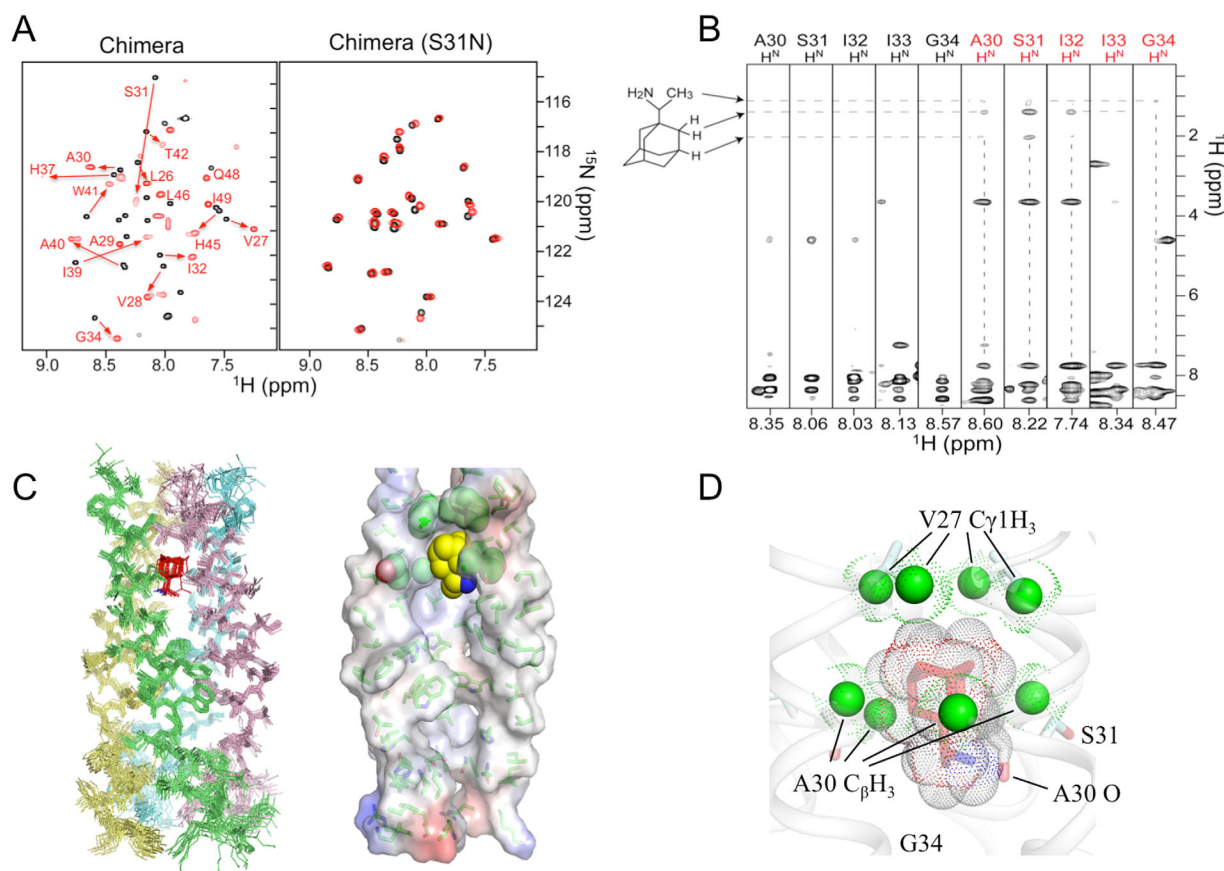 A
Chimera
Chimera (S31N)
S31
A30
H37
T42
L26
W41
L46
Q48
I49
A40
A29
H45
V27
I39
I32
V28
G34
116
118
120
122
124
¹⁵N (ppm)
9.0 8.5 8.0 7.5 9.0 8.5 8.0 7.5
¹H (ppm)
B
A30 S31 I32 I33 G34 A30 S31 I32 I33 G34
Hᴺ Hᴺ Hᴺ Hᴺ Hᴺ Hᴺ Hᴺ Hᴺ Hᴺ Hᴺ
H₂N
CH₃
H
H
H
2
4
6
8
¹H (ppm)
8.35 8.06 8.03 8.13 8.57 8.60 8.22 7.74 8.34 8.47
¹H (ppm)
C
D
V27 Cγ1H₃
S31
A30 CᵦH₃
A30 O
G34